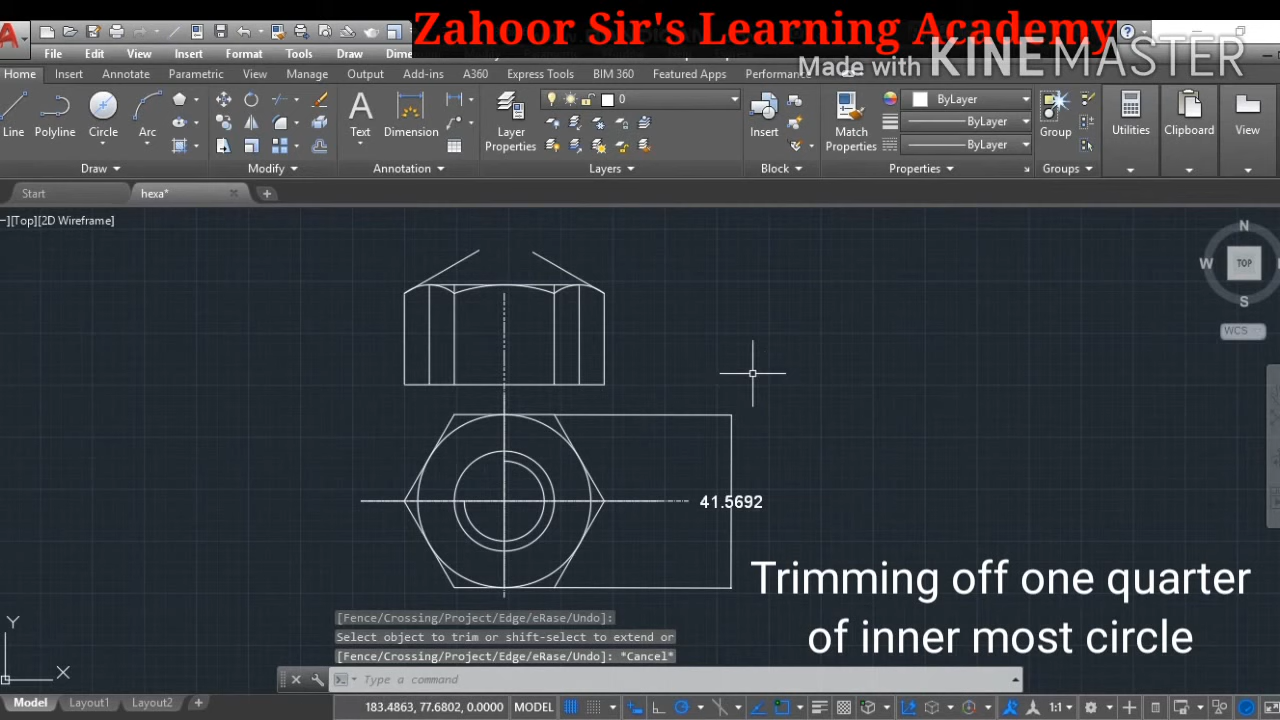 Zahoor Sir's Learning Academy
Made with KINEMASTER
File Edit View Insert Format Tools Draw
Home Insert Annotate Parametric View Manage Output Add-ins A360 Express Tools BIM 360 Featured Apps Performance
Line Polyline Circle Arc Text Dimension Layer Properties 0 Insert Match Properties ByLayer ByLayer ByLayer Group Utilities Clipboard View
Draw Modify Annotation Layers Block Properties Groups
Start hexa*
[Top][2D Wireframe]
N
W TOP
S
WCS
41.5692
Trimming off one quarter
of inner most circle
[Fence/Crossing/Project/Edge/eRase/Undo]:
Select object to trim or shift-select to extend or
[Fence/Crossing/Project/Edge/eRase/Undo]: *Cancel*
Y
X
Type a command
Model Layout1 Layout2 +
183.4863, 77.6802, 0.0000 MODEL 1:1